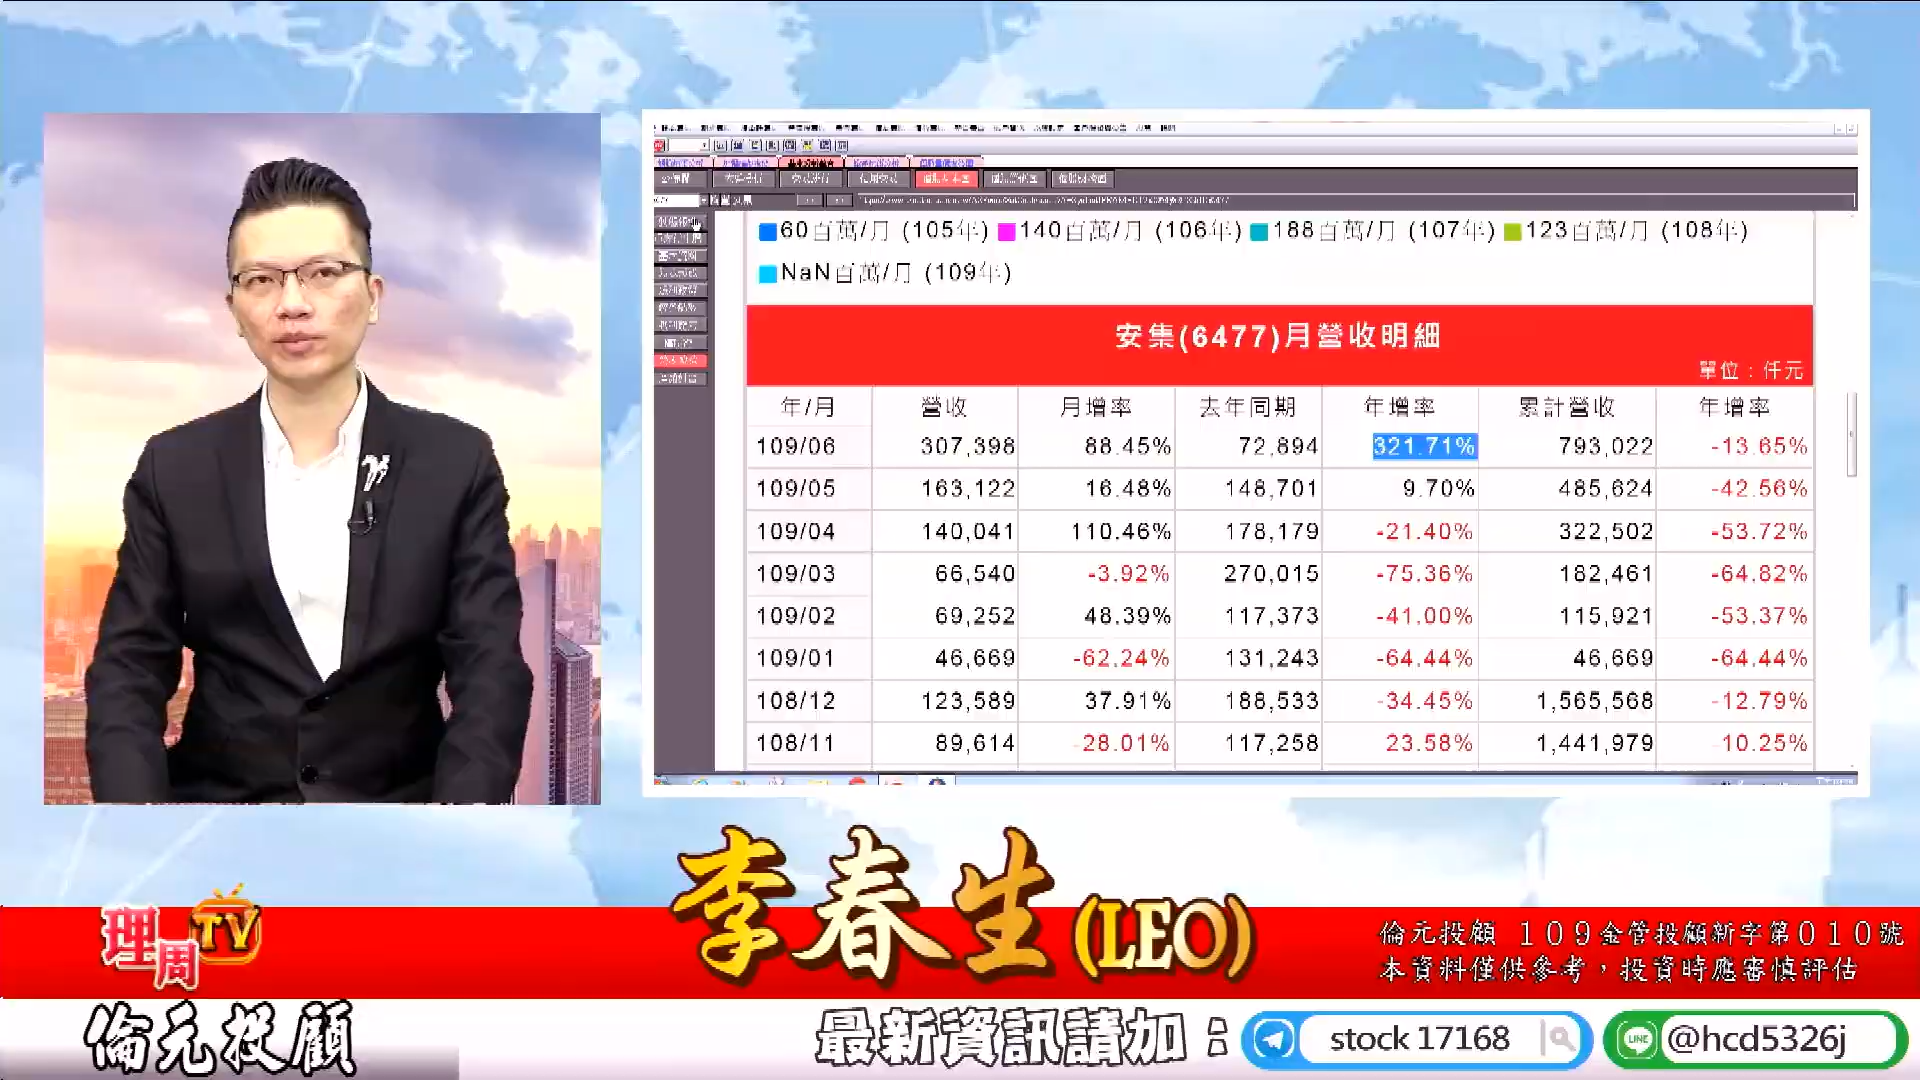 60百萬/月 (105年) 140百萬/月 (106年) 188百萬/月 (107年) 123百萬/月 (108年)
NaN百萬/月 (109年)
安集(6477)月營收明細
單位：仟元
年/月 營收 月增率 去年同期 年增率 累計營收 年增率
109/06 307,398 88.45% 72,894 321.71% 793,022 -13.65%
109/05 163,122 16.48% 148,701 9.70% 485,624 -42.56%
109/04 140,041 110.46% 178,179 -21.40% 322,502 -53.72%
109/03 66,540 -3.92% 270,015 -75.36% 182,461 -64.82%
109/02 69,252 48.39% 117,373 -41.00% 115,921 -53.37%
109/01 46,669 -62.24% 131,243 -64.44% 46,669 -64.44%
108/12 123,589 37.91% 188,533 -34.45% 1,565,568 -12.79%
108/11 89,614 -28.01% 117,258 23.58% 1,441,979 -10.25%
李春生(LEO)
理周TV
倫元投顧 109金管投顧新字第010號
本資料僅供參考，投資時應審慎評估
倫元投顧
最新資訊請加：
stock 17168
LINE
@hcd5326j